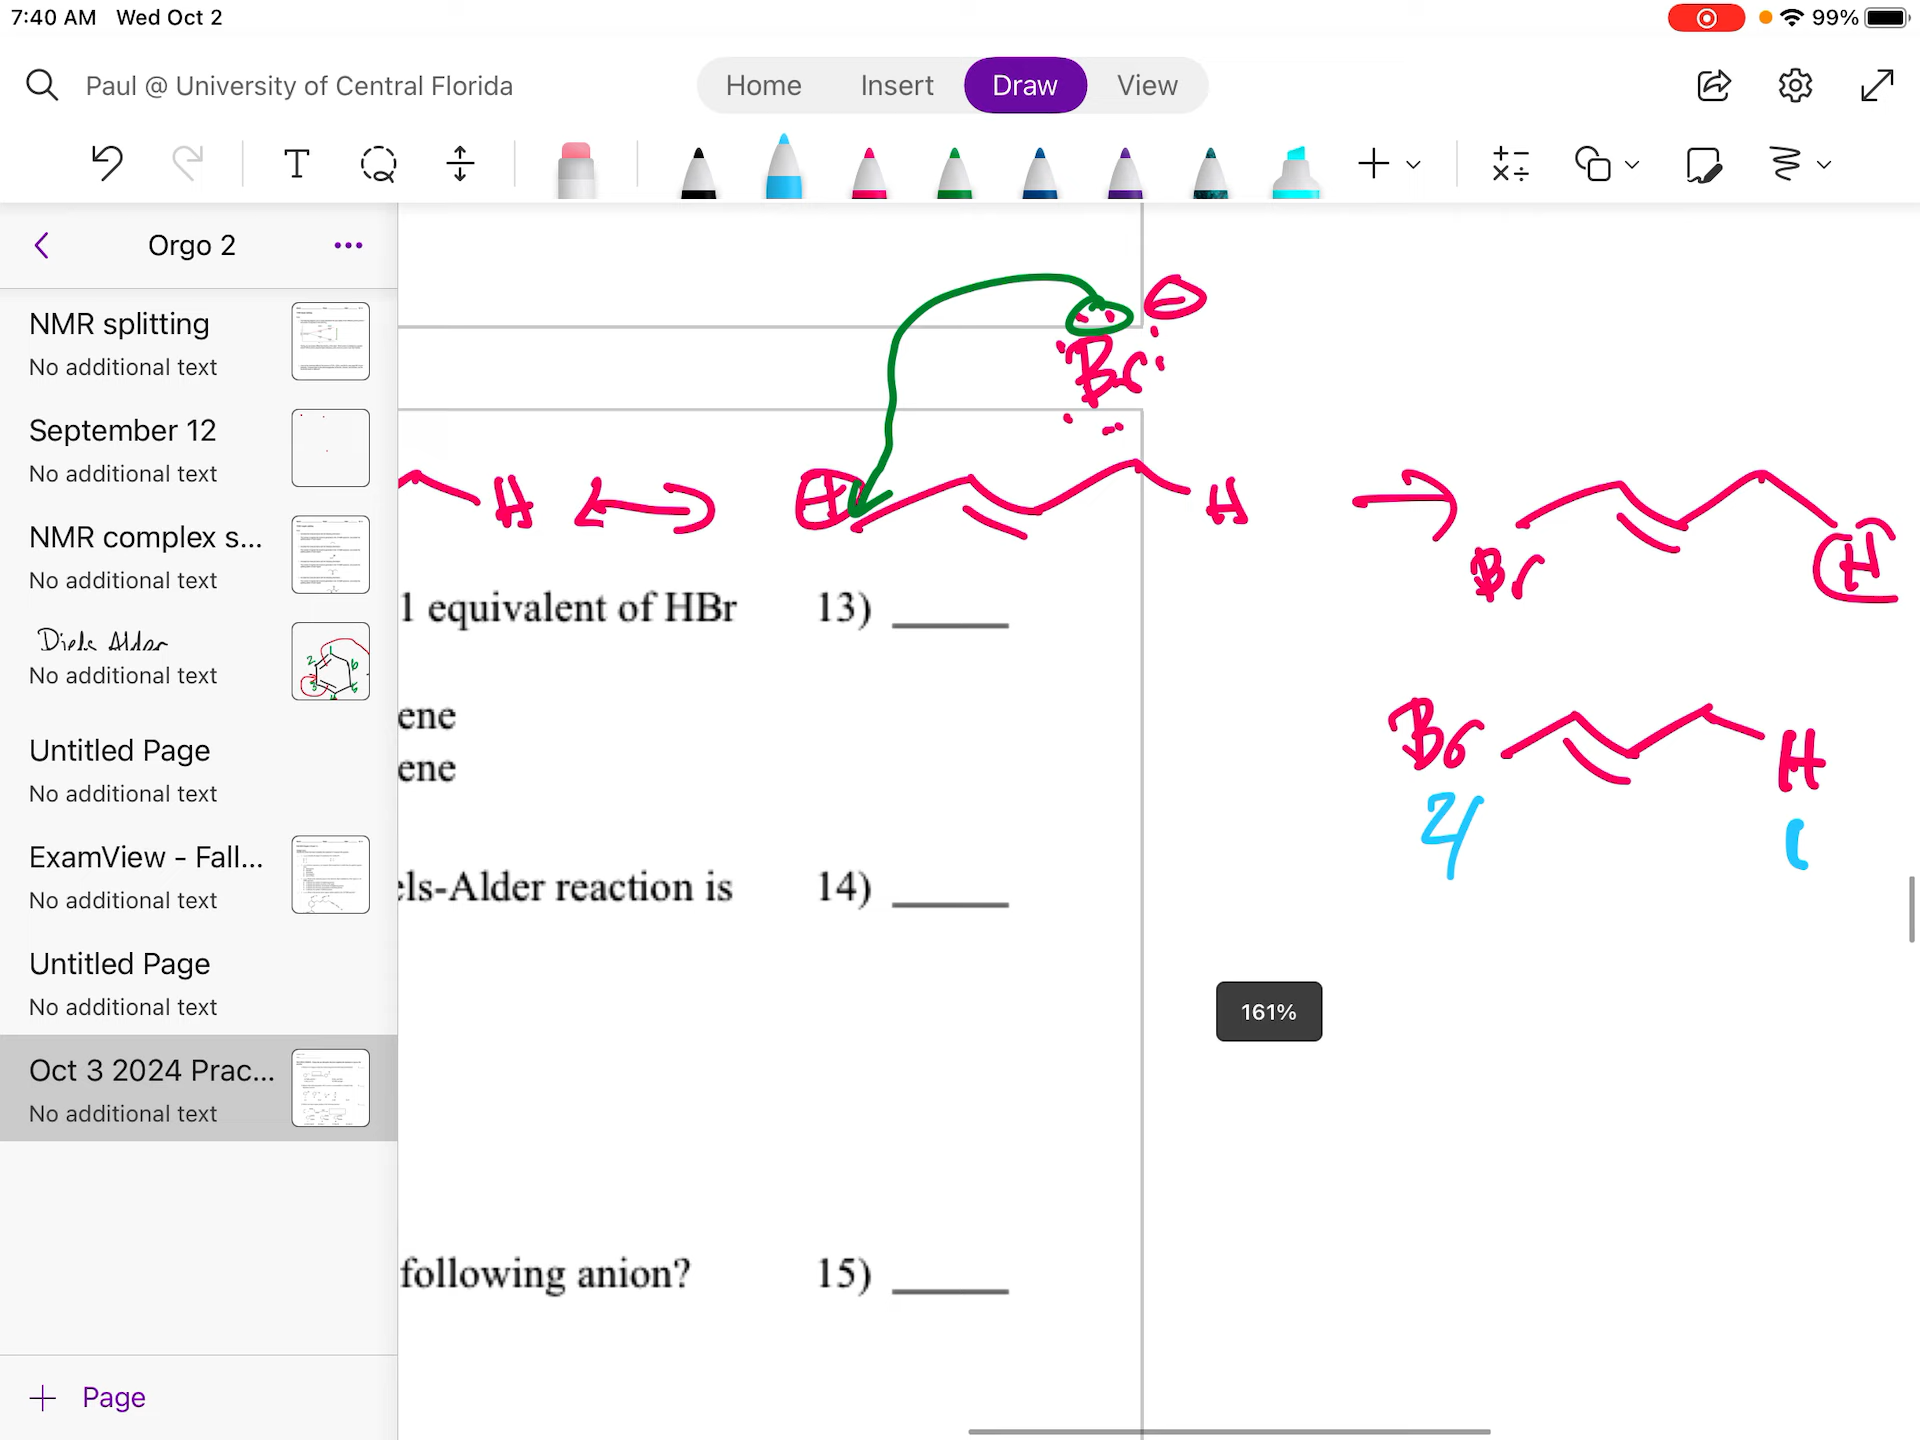 7:40 AM Wed Oct 2
99%
Paul @ University of Central Florida
Home Insert Draw View
T
Orgo 2
NMR splitting
No additional text
September 12
No additional text
NMR complex s...
No additional text
Diels Alder
No additional text
Untitled Page
No additional text
ExamView - Fall...
No additional text
Untitled Page
No additional text
Oct 3 2024 Prac...
No additional text
+ Page
Br
H
+
H
Br
H
1 equivalent of HBr 13)
ene
ene
Br
H
4
els-Alder reaction is 14)
161%
following anion? 15)